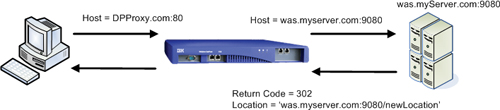 was.myServer.com:9080
Host = DPProxy.com:80
Host = was.myserver.com:9080
IBM
Return Code = 302
Location = 'was.myserver.com:9080/newLocation'